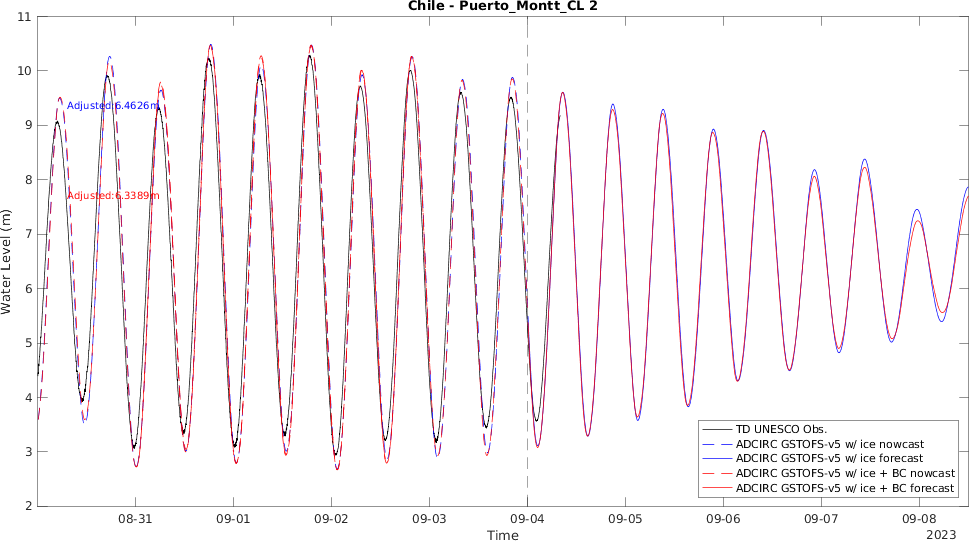 Chile - Puerto_Montt_CL 2
11
10
9
8
7
6
5
4
3
2
Water Level (m)
Adjusted:6.4626m
Adjusted:6.3389m
TD UNESCO Obs.
ADCIRC GSTOFS-v5 w/ ice nowcast
ADCIRC GSTOFS-v5 w/ ice forecast
ADCIRC GSTOFS-v5 w/ ice + BC nowcast
ADCIRC GSTOFS-v5 w/ ice + BC forecast
08-31 09-01 09-02 09-03 09-04 09-05 09-06 09-07 09-08
Time
2023